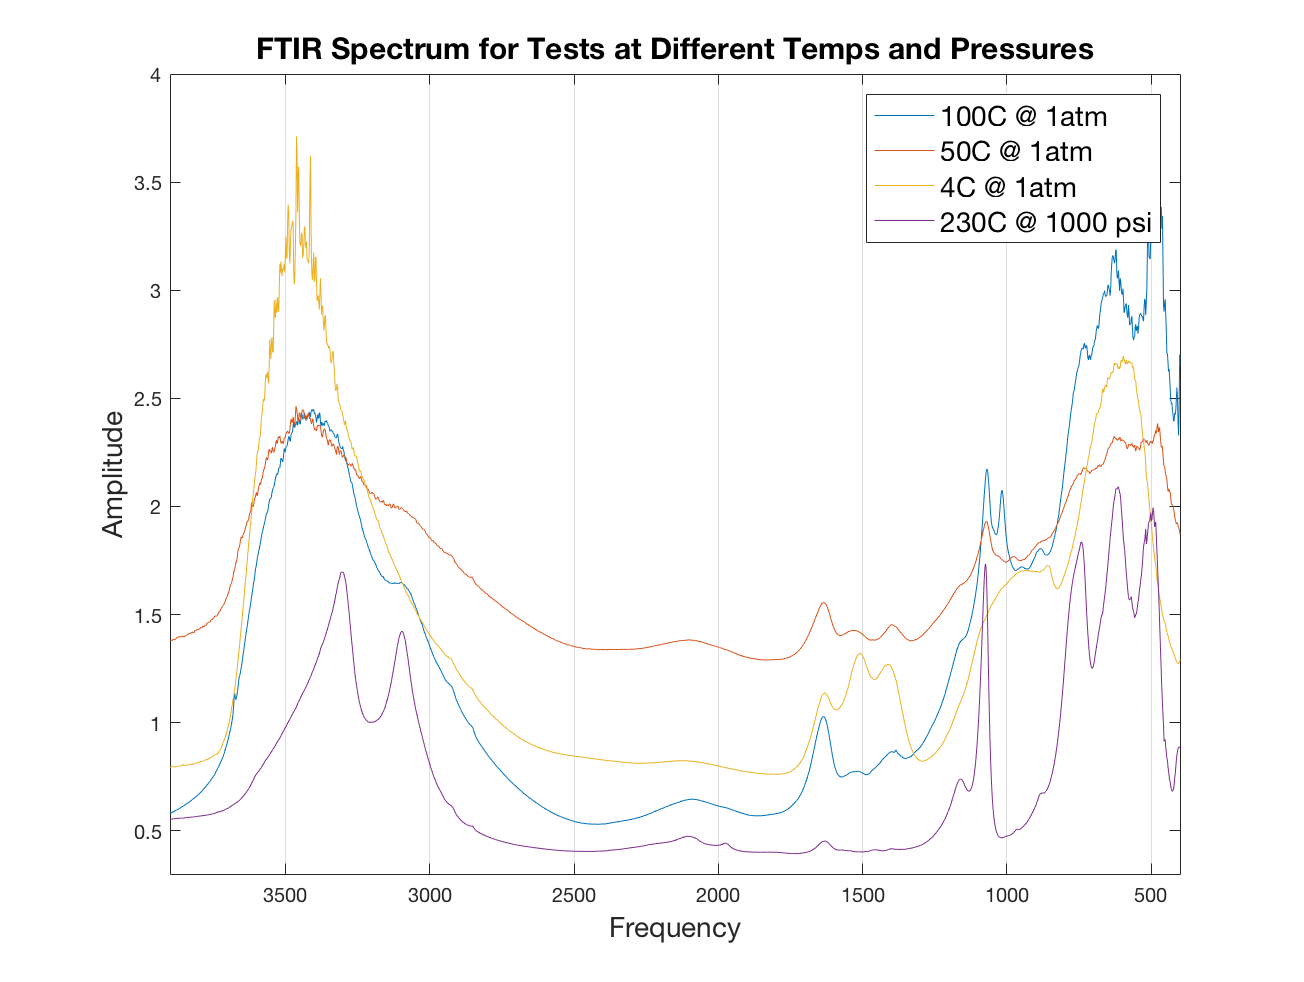 FTIR Spectrum for Tests at Different Temps and Pressures
4
3.5
3
2.5
2
1.5
1
0.5
Amplitude
100C @ 1atm
50C @ 1atm
4C @ 1atm
230C @ 1000 psi
3500
3000
2500
2000
1500
1000
500
Frequency